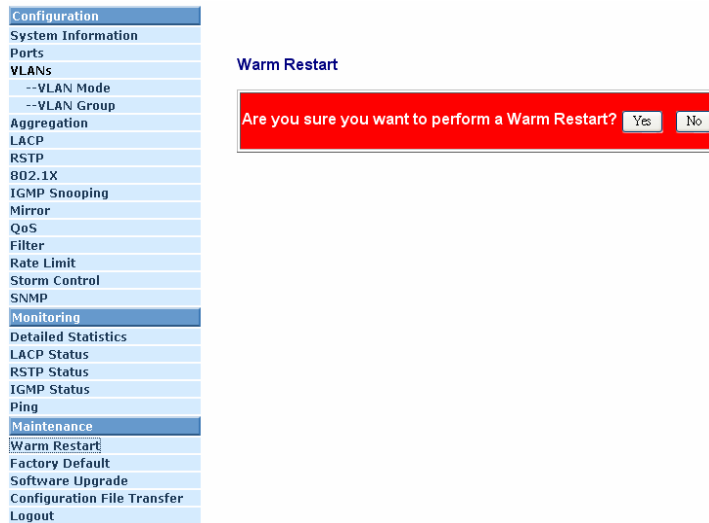 Configuration
System Information
Ports
VLANs
--VLAN Mode
--VLAN Group
Aggregation
LACP
RSTP
802.1X
IGMP Snooping
Mirror
QoS
Filter
Rate Limit
Storm Control
SNMP
Monitoring
Detailed Statistics
LACP Status
RSTP Status
IGMP Status
Ping
Maintenance
Warm Restart
Factory Default
Software Upgrade
Configuration File Transfer
Logout
Warm Restart
Are you sure you want to perform a Warm Restart? Yes No